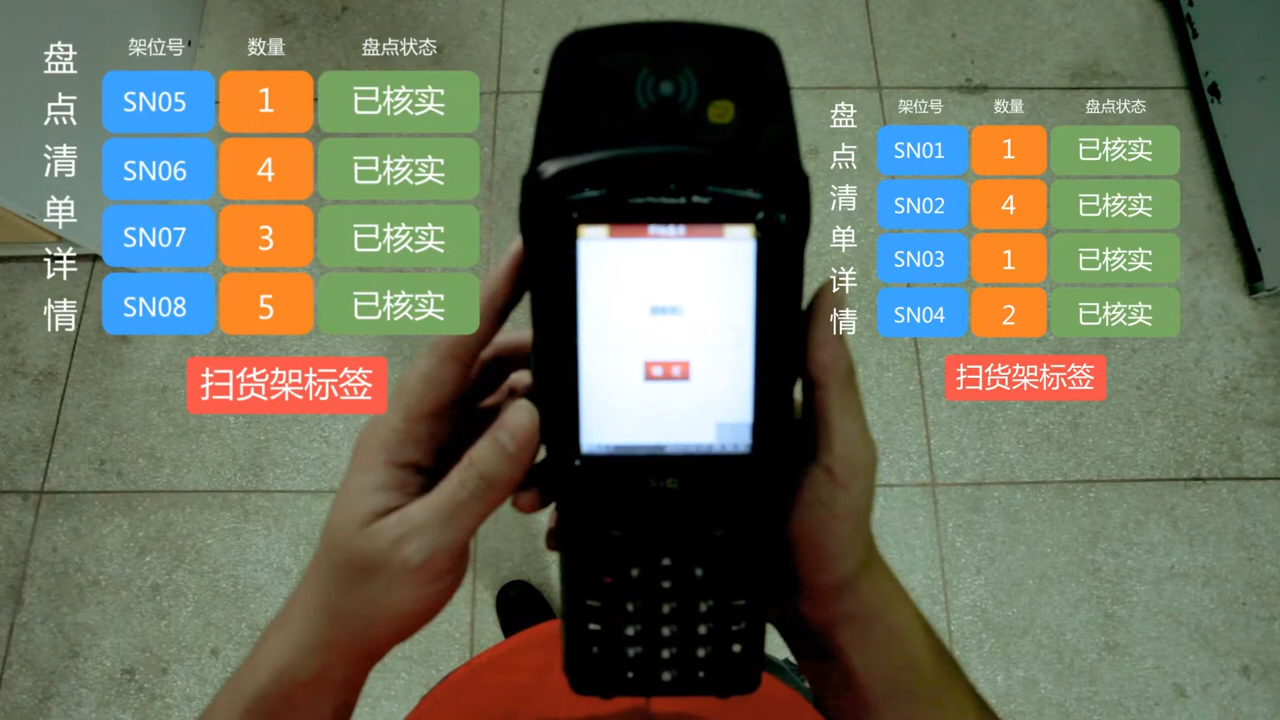 盘点清单详情
架位号 数量 盘点状态
SN05 1 已核实
SN06 4 已核实
SN07 3 已核实
SN08 5 已核实
扫货架标签
盘点清单详情
架位号 数量 盘点状态
SN01 1 已核实
SN02 4 已核实
SN03 1 已核实
SN04 2 已核实
扫货架标签